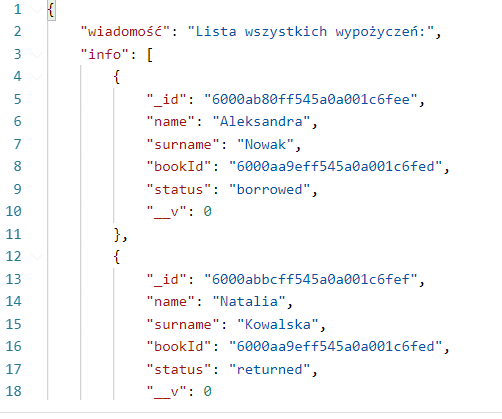 1 {
2 "wiadomość": "Lista wszystkich wypożyczeń:",
3 "info": [
4 {
5 "_id": "6000ab80ff545a0a001c6fee",
6 "name": "Aleksandra",
7 "surname": "Nowak",
8 "bookId": "6000aa9eff545a0a001c6fed",
9 "status": "borrowed",
10 "__v": 0
11 },
12 {
13 "_id": "6000abbcff545a0a001c6fef",
14 "name": "Natalia",
15 "surname": "Kowalska",
16 "bookId": "6000aa9eff545a0a001c6fed",
17 "status": "returned",
18 "__v": 0